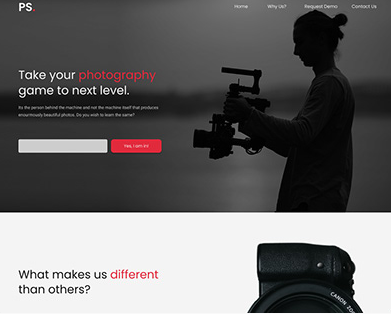 PS.
Home Why Us? Request Demo Contact Us
Take your photography
game to next level.
Its the person behind the machine and not the machine itself that produces
enourmously beautiful photos. Do you wish to learn the same?
Yes, I am in!
What makes us different
than others?
CANON ZO